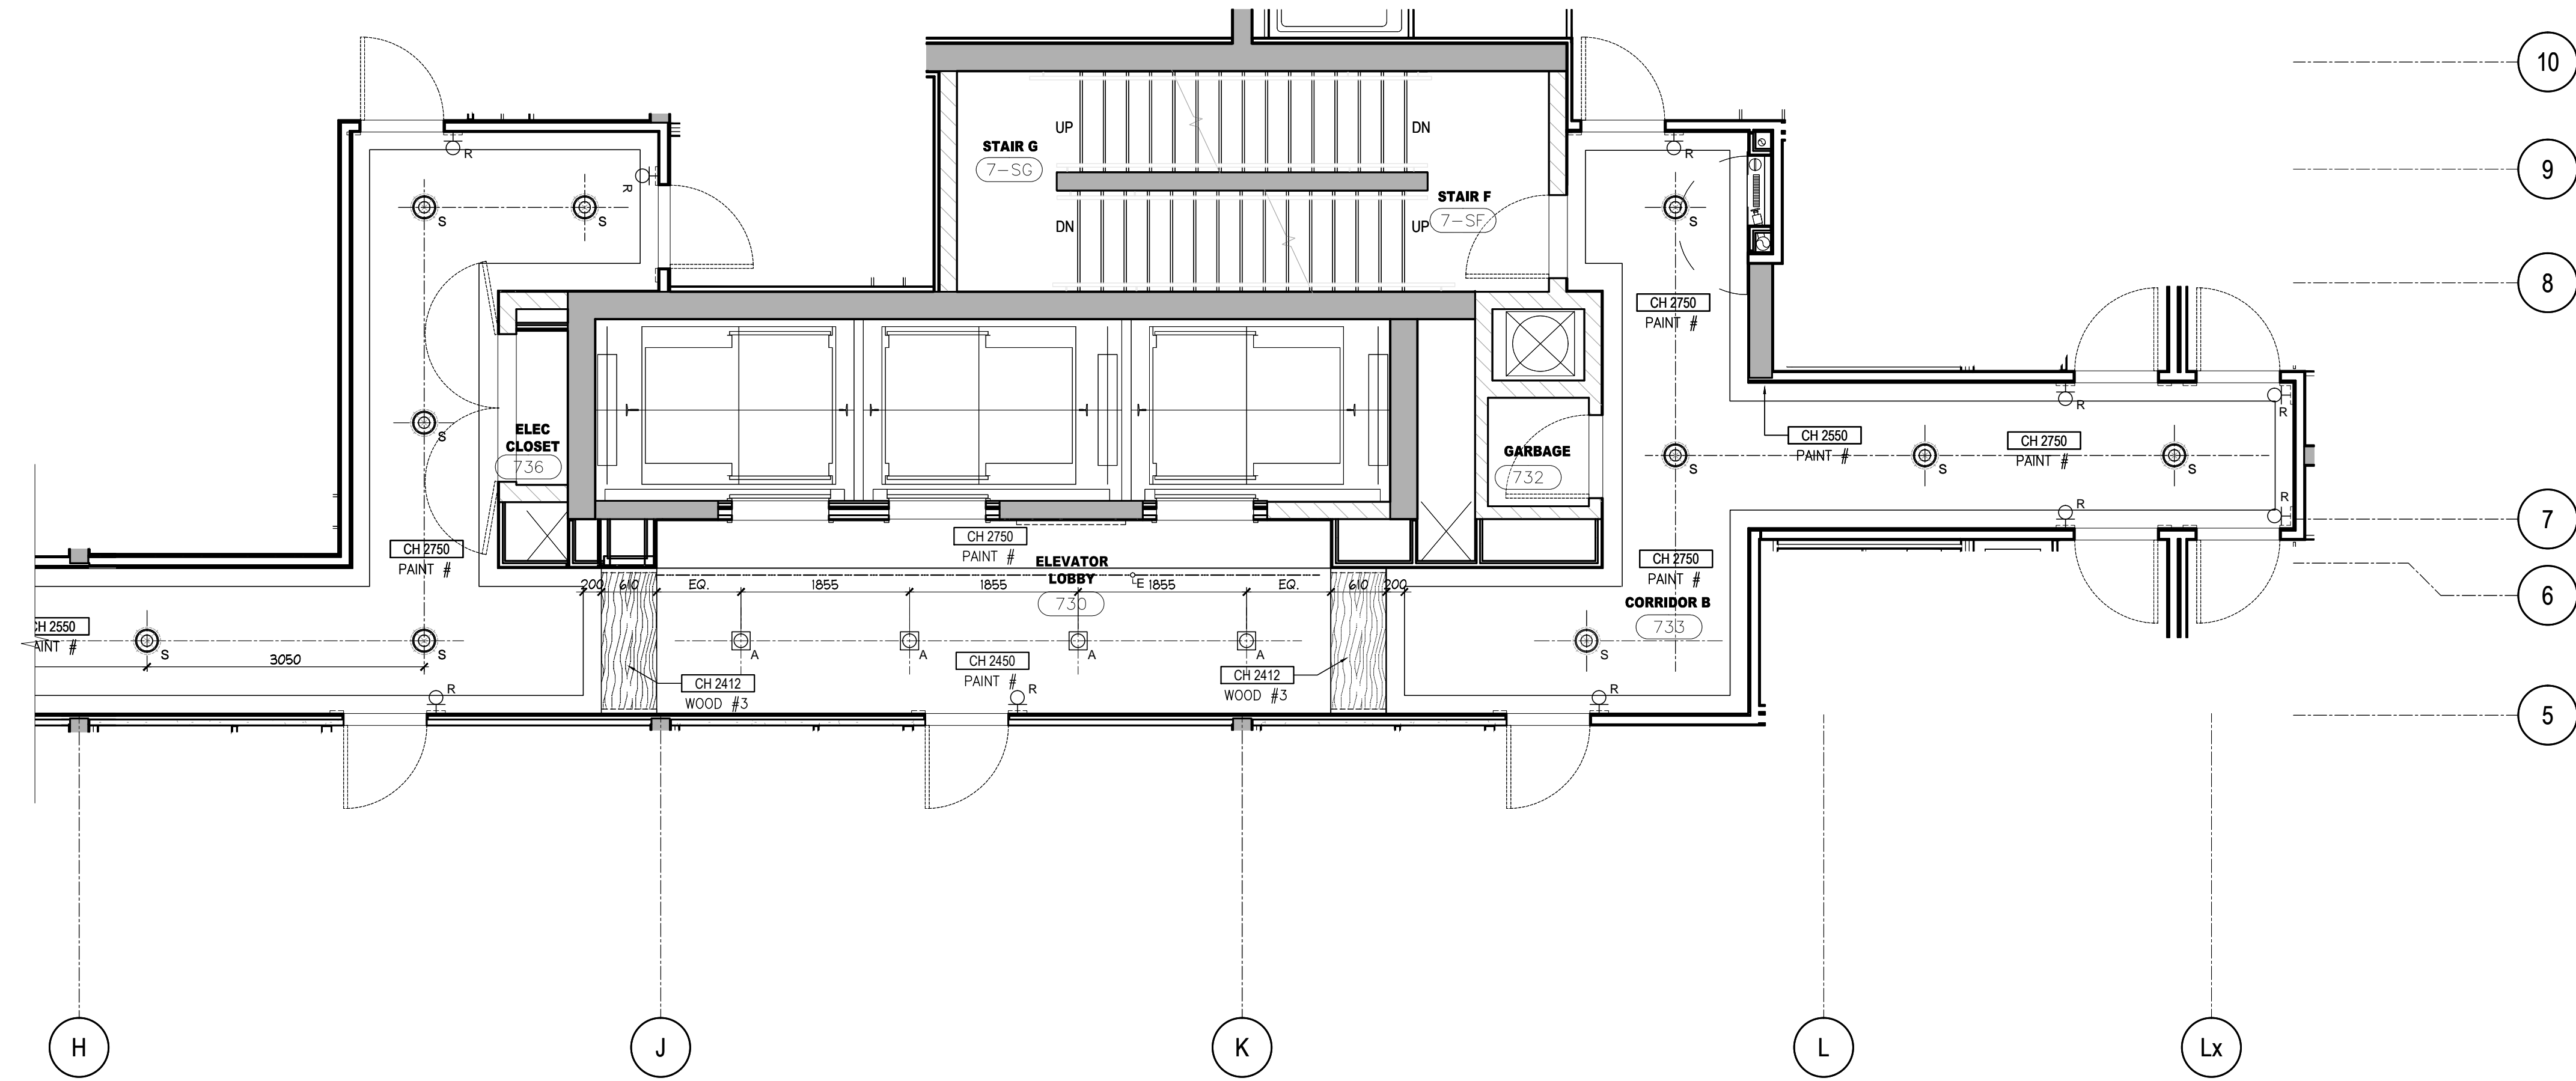 10
9
8
7
6
5
R
R
S
S
STAIR G
7-SG
UP
DN
DN
UP
STAIR F
7-SF
R
S
CH 2750
PAINT #
S
ELEC
CLOSET
736
GARBAGE
732
S
CH 2550
PAINT #
S
CH 2750
PAINT #
S
R
R
R
R
CH 2750
PAINT #
CH 2750
PAINT #
ELEVATOR
LOBBY
730
E
200
610
EQ.
1855
1855
1855
EQ.
610
200
CH 2750
PAINT #
CORRIDOR B
733
CH 2550
PAINT #
S
3050
S
A
A
A
A
S
CH 2412
WOOD #3
CH 2450
PAINT #
CH 2412
WOOD #3
R
R
R
H
J
K
L
Lx